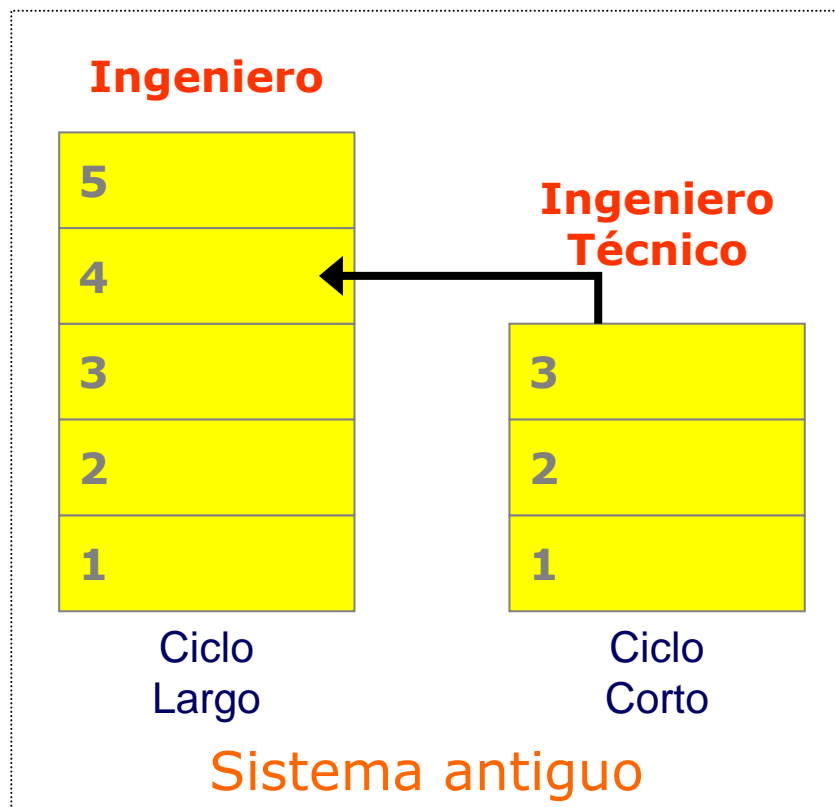 Ingeniero
5
4
3
2
1
Ciclo
Largo
Ingeniero
Técnico
3
2
1
Ciclo
Corto
Sistema antiguo